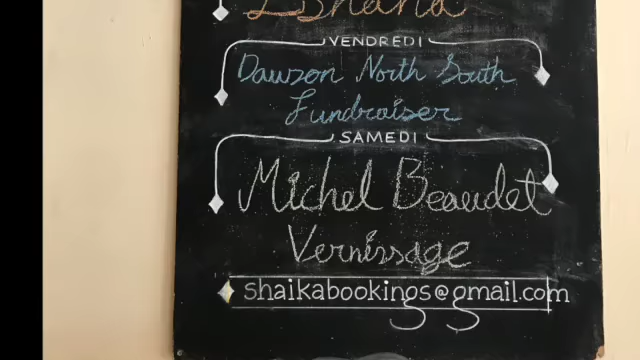 VENDREDI
Dawson North South
Fundraiser
SAMEDI
Michel Beaudet
Vernissage
shaikabookings@gmail.com